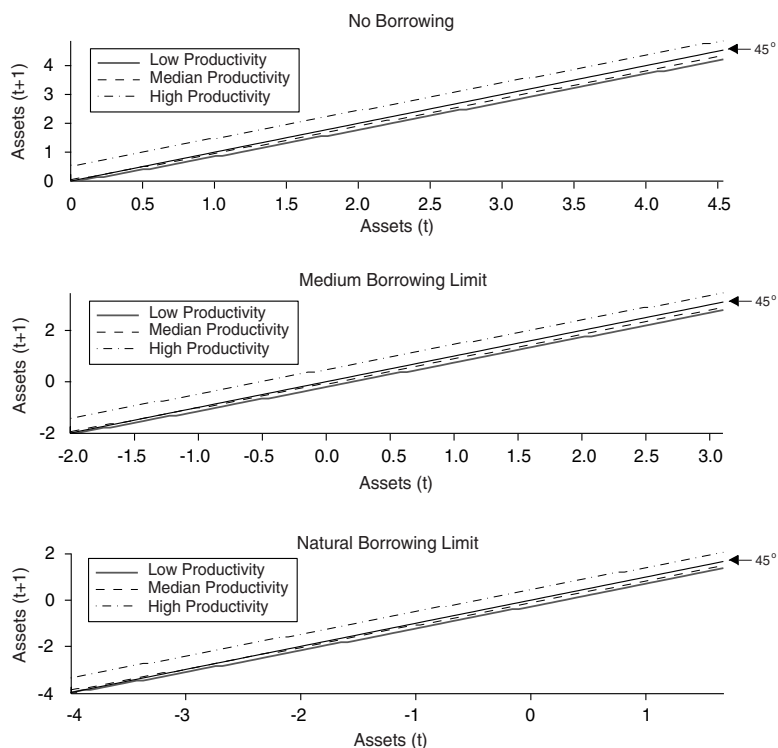 No Borrowing
Assets (t+1)
4
3
2
1
0
Low Productivity
Median Productivity
High Productivity
45°
0 0.5 1.0 1.5 2.0 2.5 3.0 3.5 4.0 4.5
Assets (t)
Medium Borrowing Limit
Assets (t+1)
2
0
-2
Low Productivity
Median Productivity
High Productivity
45°
-2.0 -1.5 -1.0 -0.5 0.0 0.5 1.0 1.5 2.0 2.5 3.0
Assets (t)
Natural Borrowing Limit
Assets (t+1)
2
0
-2
-4
Low Productivity
Median Productivity
High Productivity
45°
-4 -3 -2 -1 0 1
Assets (t)